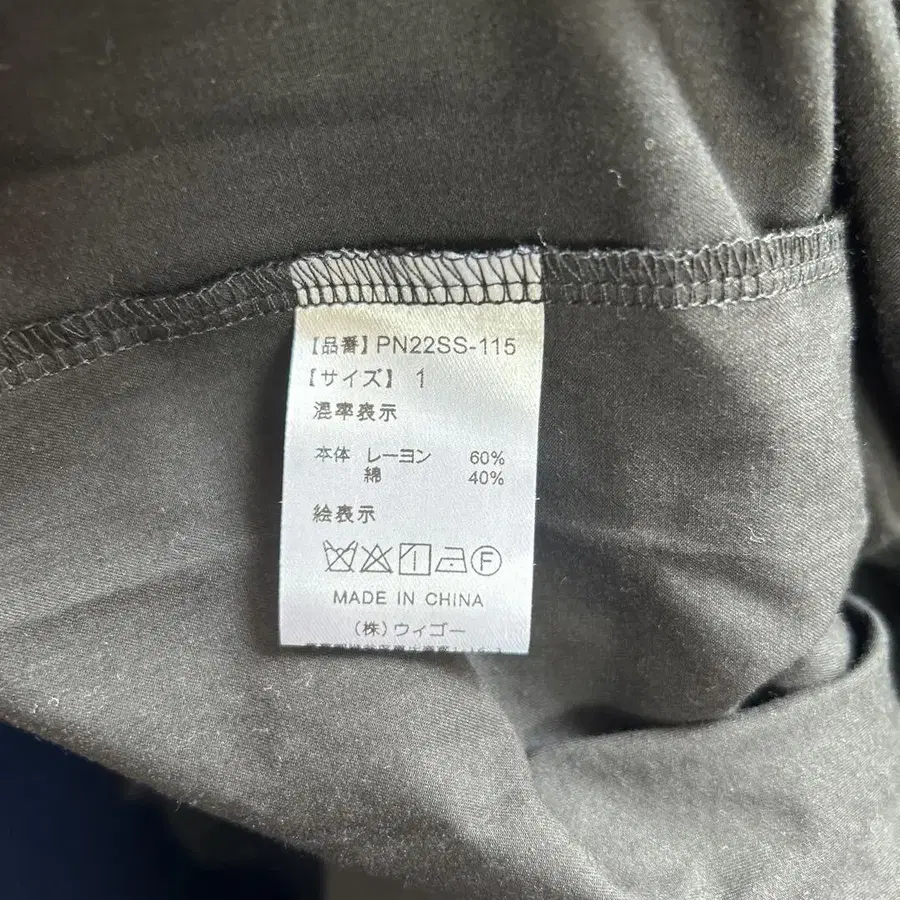 【品番】PN22SS-115
【サイズ】 1
混率表示
本体 レーヨン 60%
綿 40%
絵表示
F
MADE IN CHINA
(株)ウィゴー